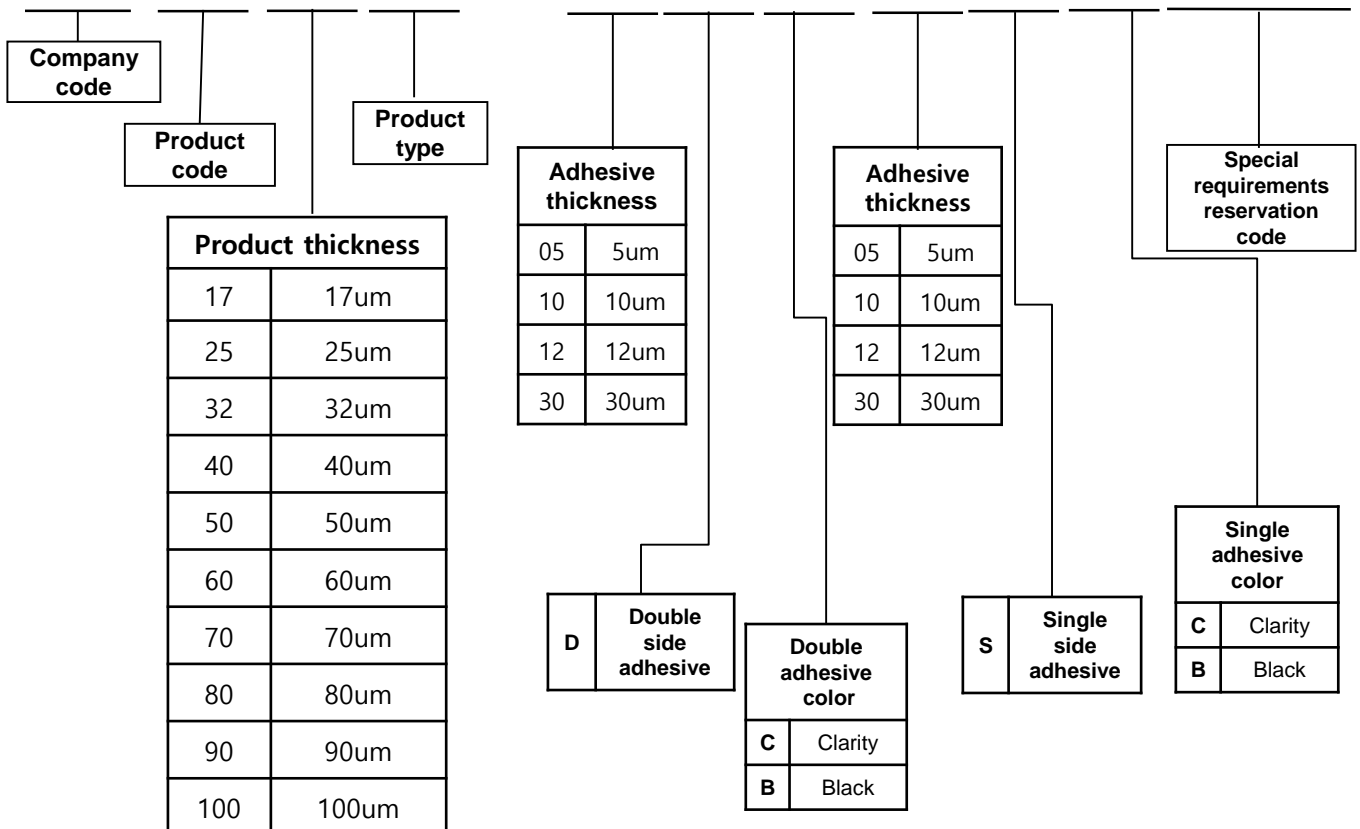 Company
code
Product
code
Product
type
Product thickness
17 17um
25 25um
32 32um
40 40um
50 50um
60 60um
70 70um
80 80um
90 90um
100 100um
Adhesive
thickness
05 5um
10 10um
12 12um
30 30um
D
Double
side
adhesive
Double
adhesive
color
C Clarity
B Black
Adhesive
thickness
05 5um
10 10um
12 12um
30 30um
S
Single
side
adhesive
Special
requirements
reservation
code
Single
adhesive
color
C Clarity
B Black